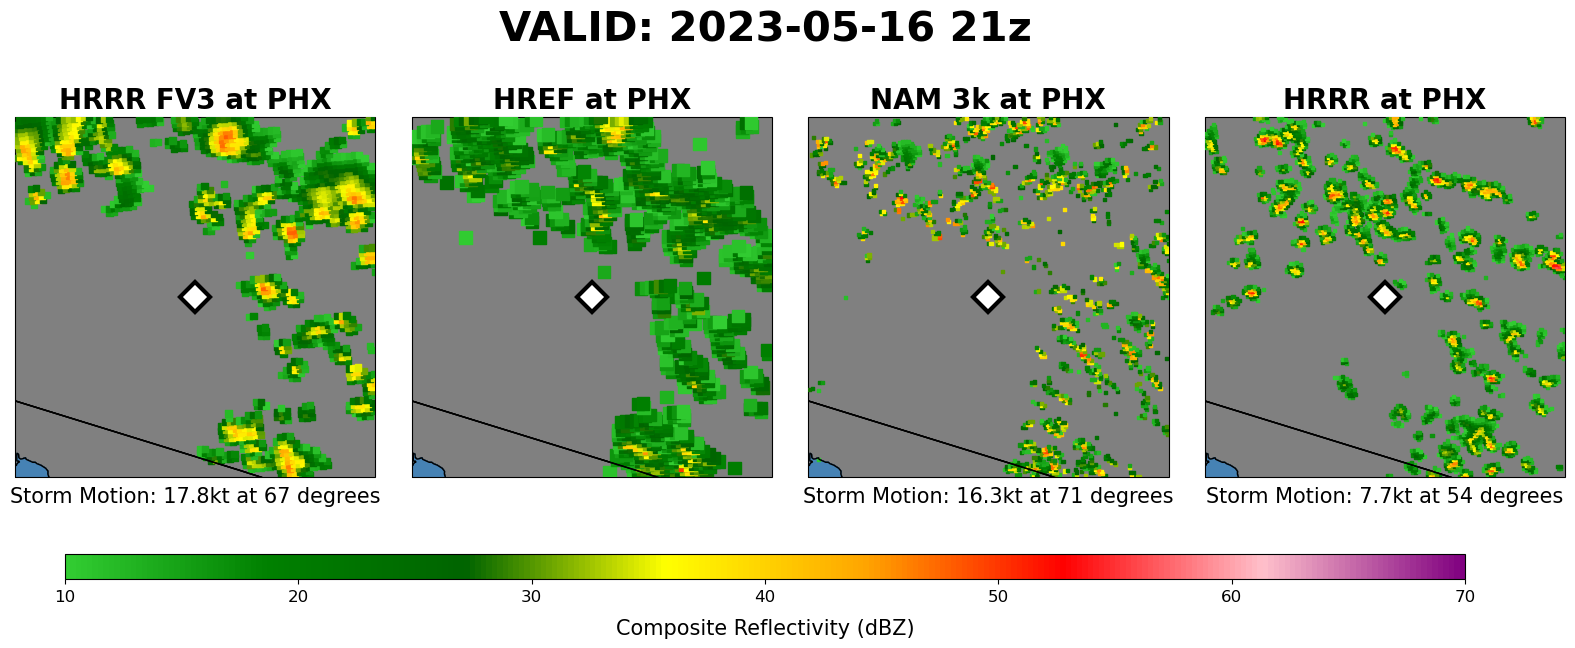 VALID: 2023-05-16 21z
HRRR FV3 at PHX
HREF at PHX
NAM 3k at PHX
HRRR at PHX
Storm Motion: 17.8kt at 67 degrees
Storm Motion: 16.3kt at 71 degrees
Storm Motion: 7.7kt at 54 degrees
10 20 30 40 50 60 70
Composite Reflectivity (dBZ)